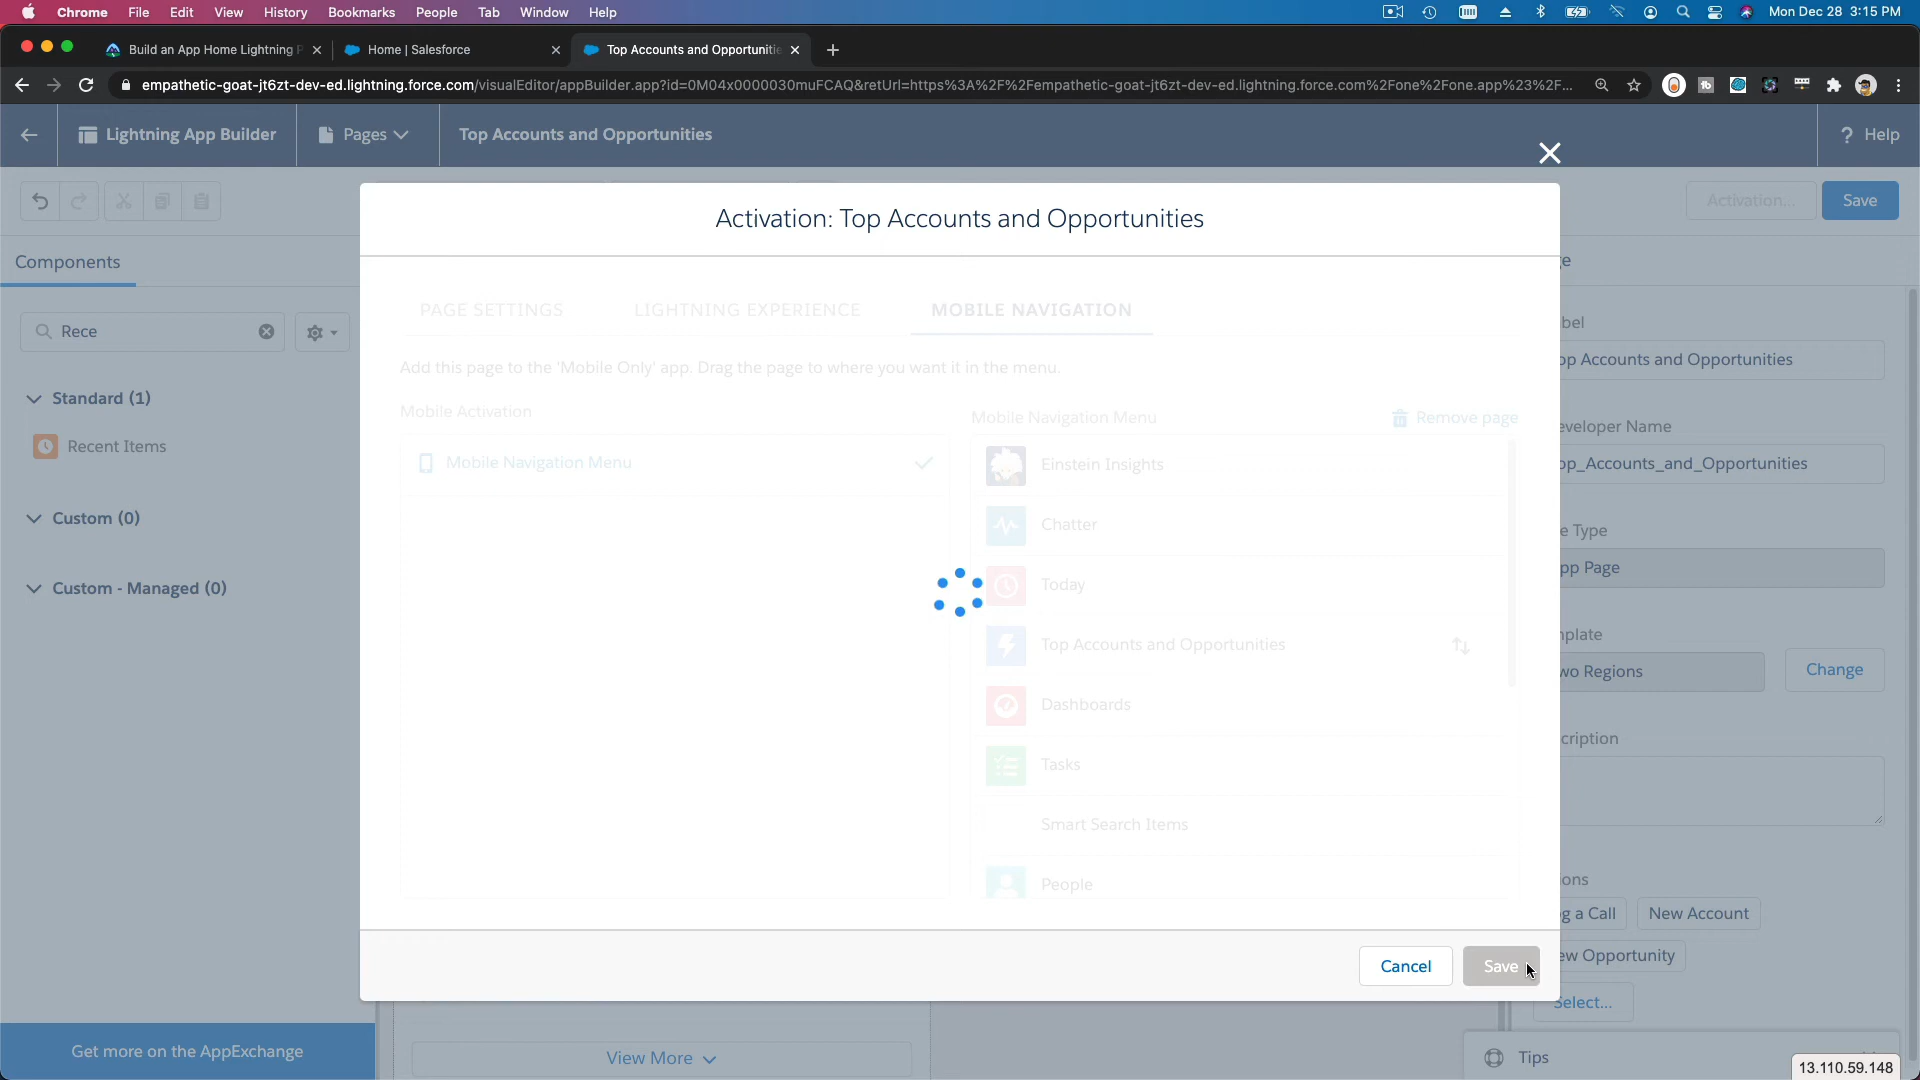 Chrome File Edit View History Bookmarks People Tab Window Help Mon Dec 28 3:15 PM
Build an App Home Lightning P Home | Salesforce Top Accounts and Opportunitie
empathetic-goat-jt6zt-dev-ed.lightning.force.com/visualEditor/appBuilder.app?id=0M04x0000030muFCAQ&retUrl=https%3A%2F%2Fempathetic-goat-jt6zt-dev-ed.lightning.force.com%2Fone%2Fone.app%23%2F...
Lightning App Builder Pages Top Accounts and Opportunities ? Help
Activation... Save
Activation: Top Accounts and Opportunities
Components
PAGE SETTINGS LIGHTNING EXPERIENCE MOBILE NAVIGATION
Rece
Add this page to the 'Mobile Only' app. Drag the page to where you want it in the menu.
Mobile Activation
Mobile Navigation Menu Remove page
Mobile Navigation Menu
Standard (1)
Recent Items
Custom (0)
Custom - Managed (0)
Einstein Insights
Chatter
Today
Top Accounts and Opportunities
Dashboards
Tasks
Smart Search Items
People
Cancel Save
ge
bel
op Accounts and Opportunities
eveloper Name
op_Accounts_and_Opportunities
e Type
pp Page
nplate
wo Regions Change
cription
ons
g a Call New Account
ew Opportunity
Select...
Get more on the AppExchange
View More
Tips
13.110.59.148